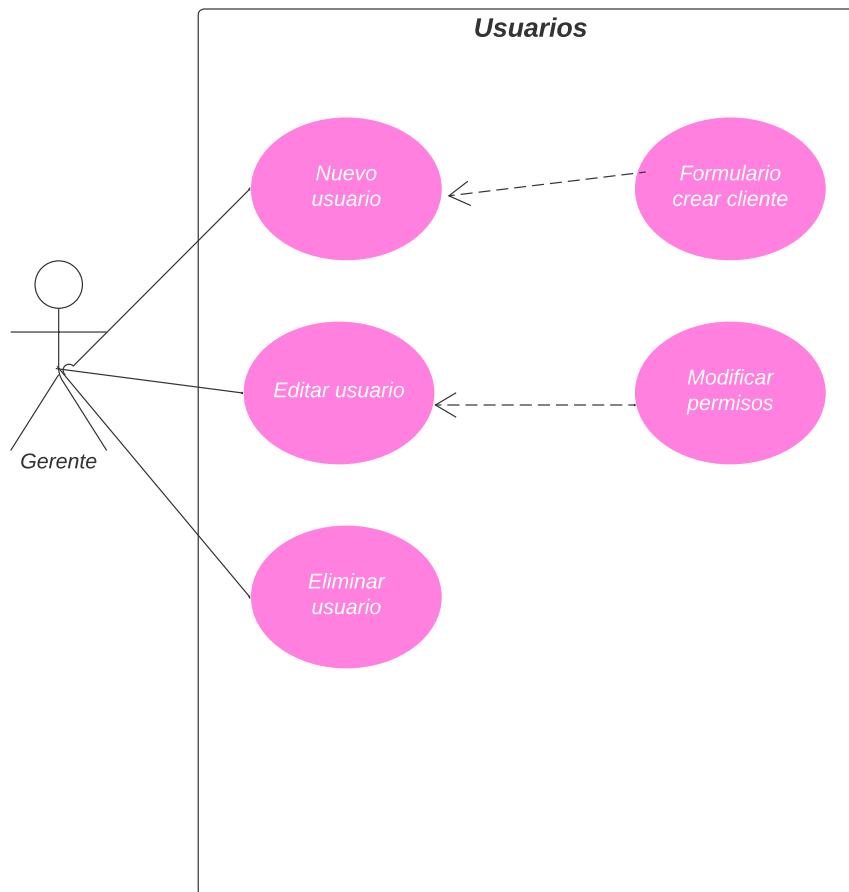 Usuarios
Nuevo
usuario
Formulario
crear cliente
Editar usuario
Modificar
permisos
Gerente
Eliminar
usuario